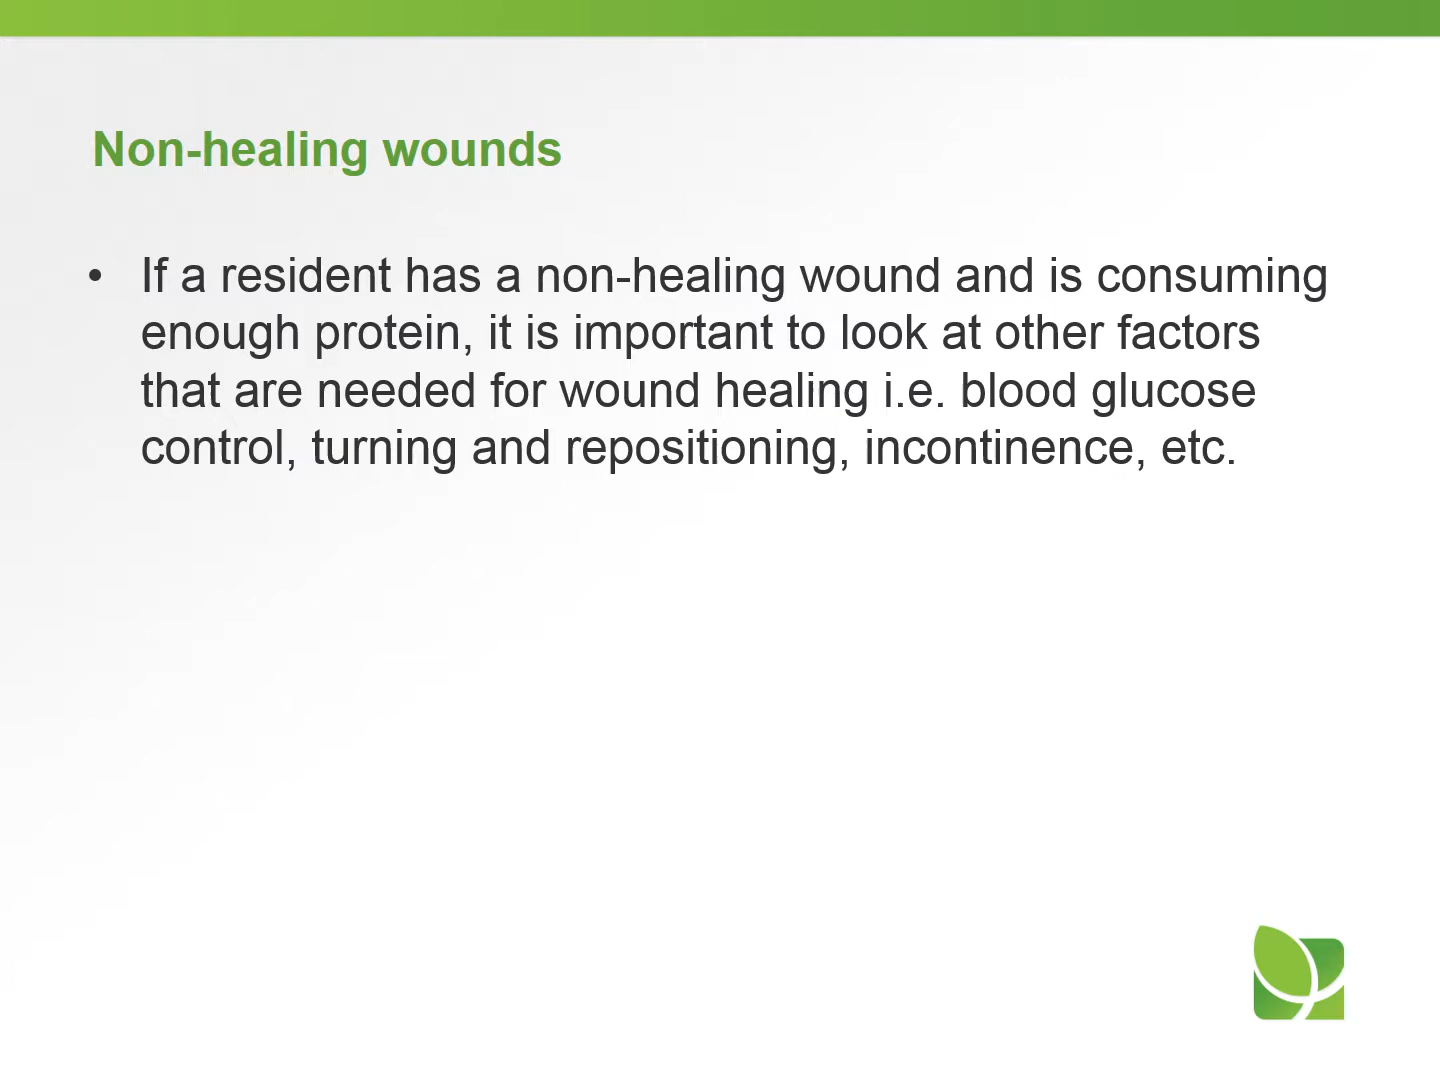 Non-healing wounds
• If a resident has a non-healing wound and is consuming
enough protein, it is important to look at other factors
that are needed for wound healing i.e. blood glucose
control, turning and repositioning, incontinence, etc.